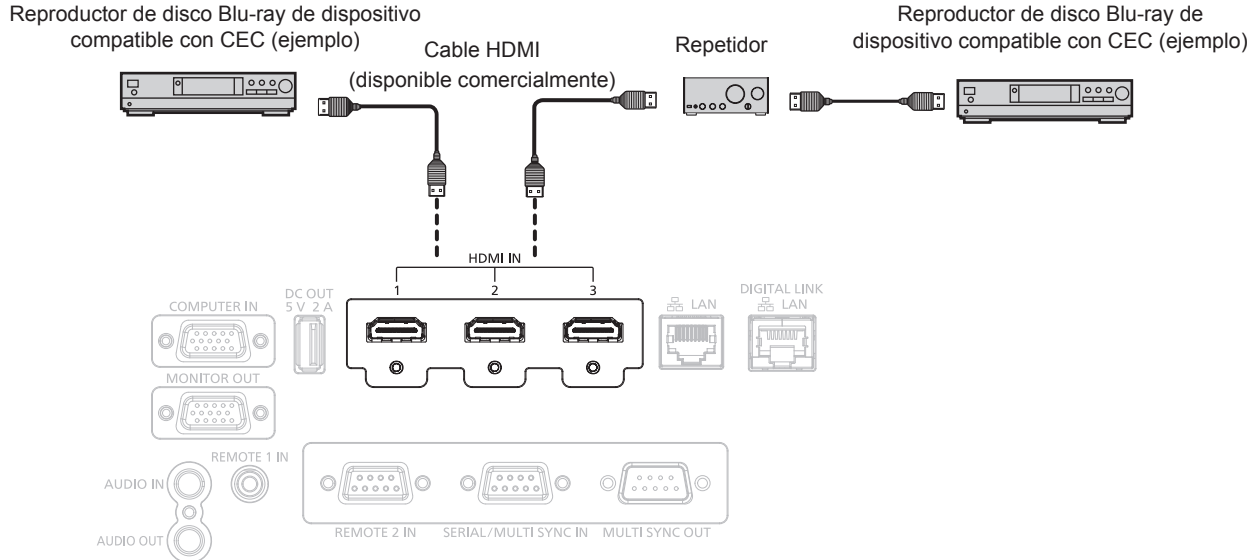 Reproductor de disco Blu-ray de dispositivo
compatible con CEC (ejemplo)
Cable HDMI
(disponible comercialmente)
Repetidor
Reproductor de disco Blu-ray de
dispositivo compatible con CEC (ejemplo)
HDMI IN
1 2 3
COMPUTER IN
DC OUT
5 V 2 A
LAN
DIGITAL LINK
LAN
MONITOR OUT
REMOTE 1 IN
AUDIO IN
AUDIO OUT
REMOTE 2 IN
SERIAL/MULTI SYNC IN
MULTI SYNC OUT